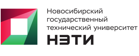 Новосибирский
государственный
технический университет
НЭТИ